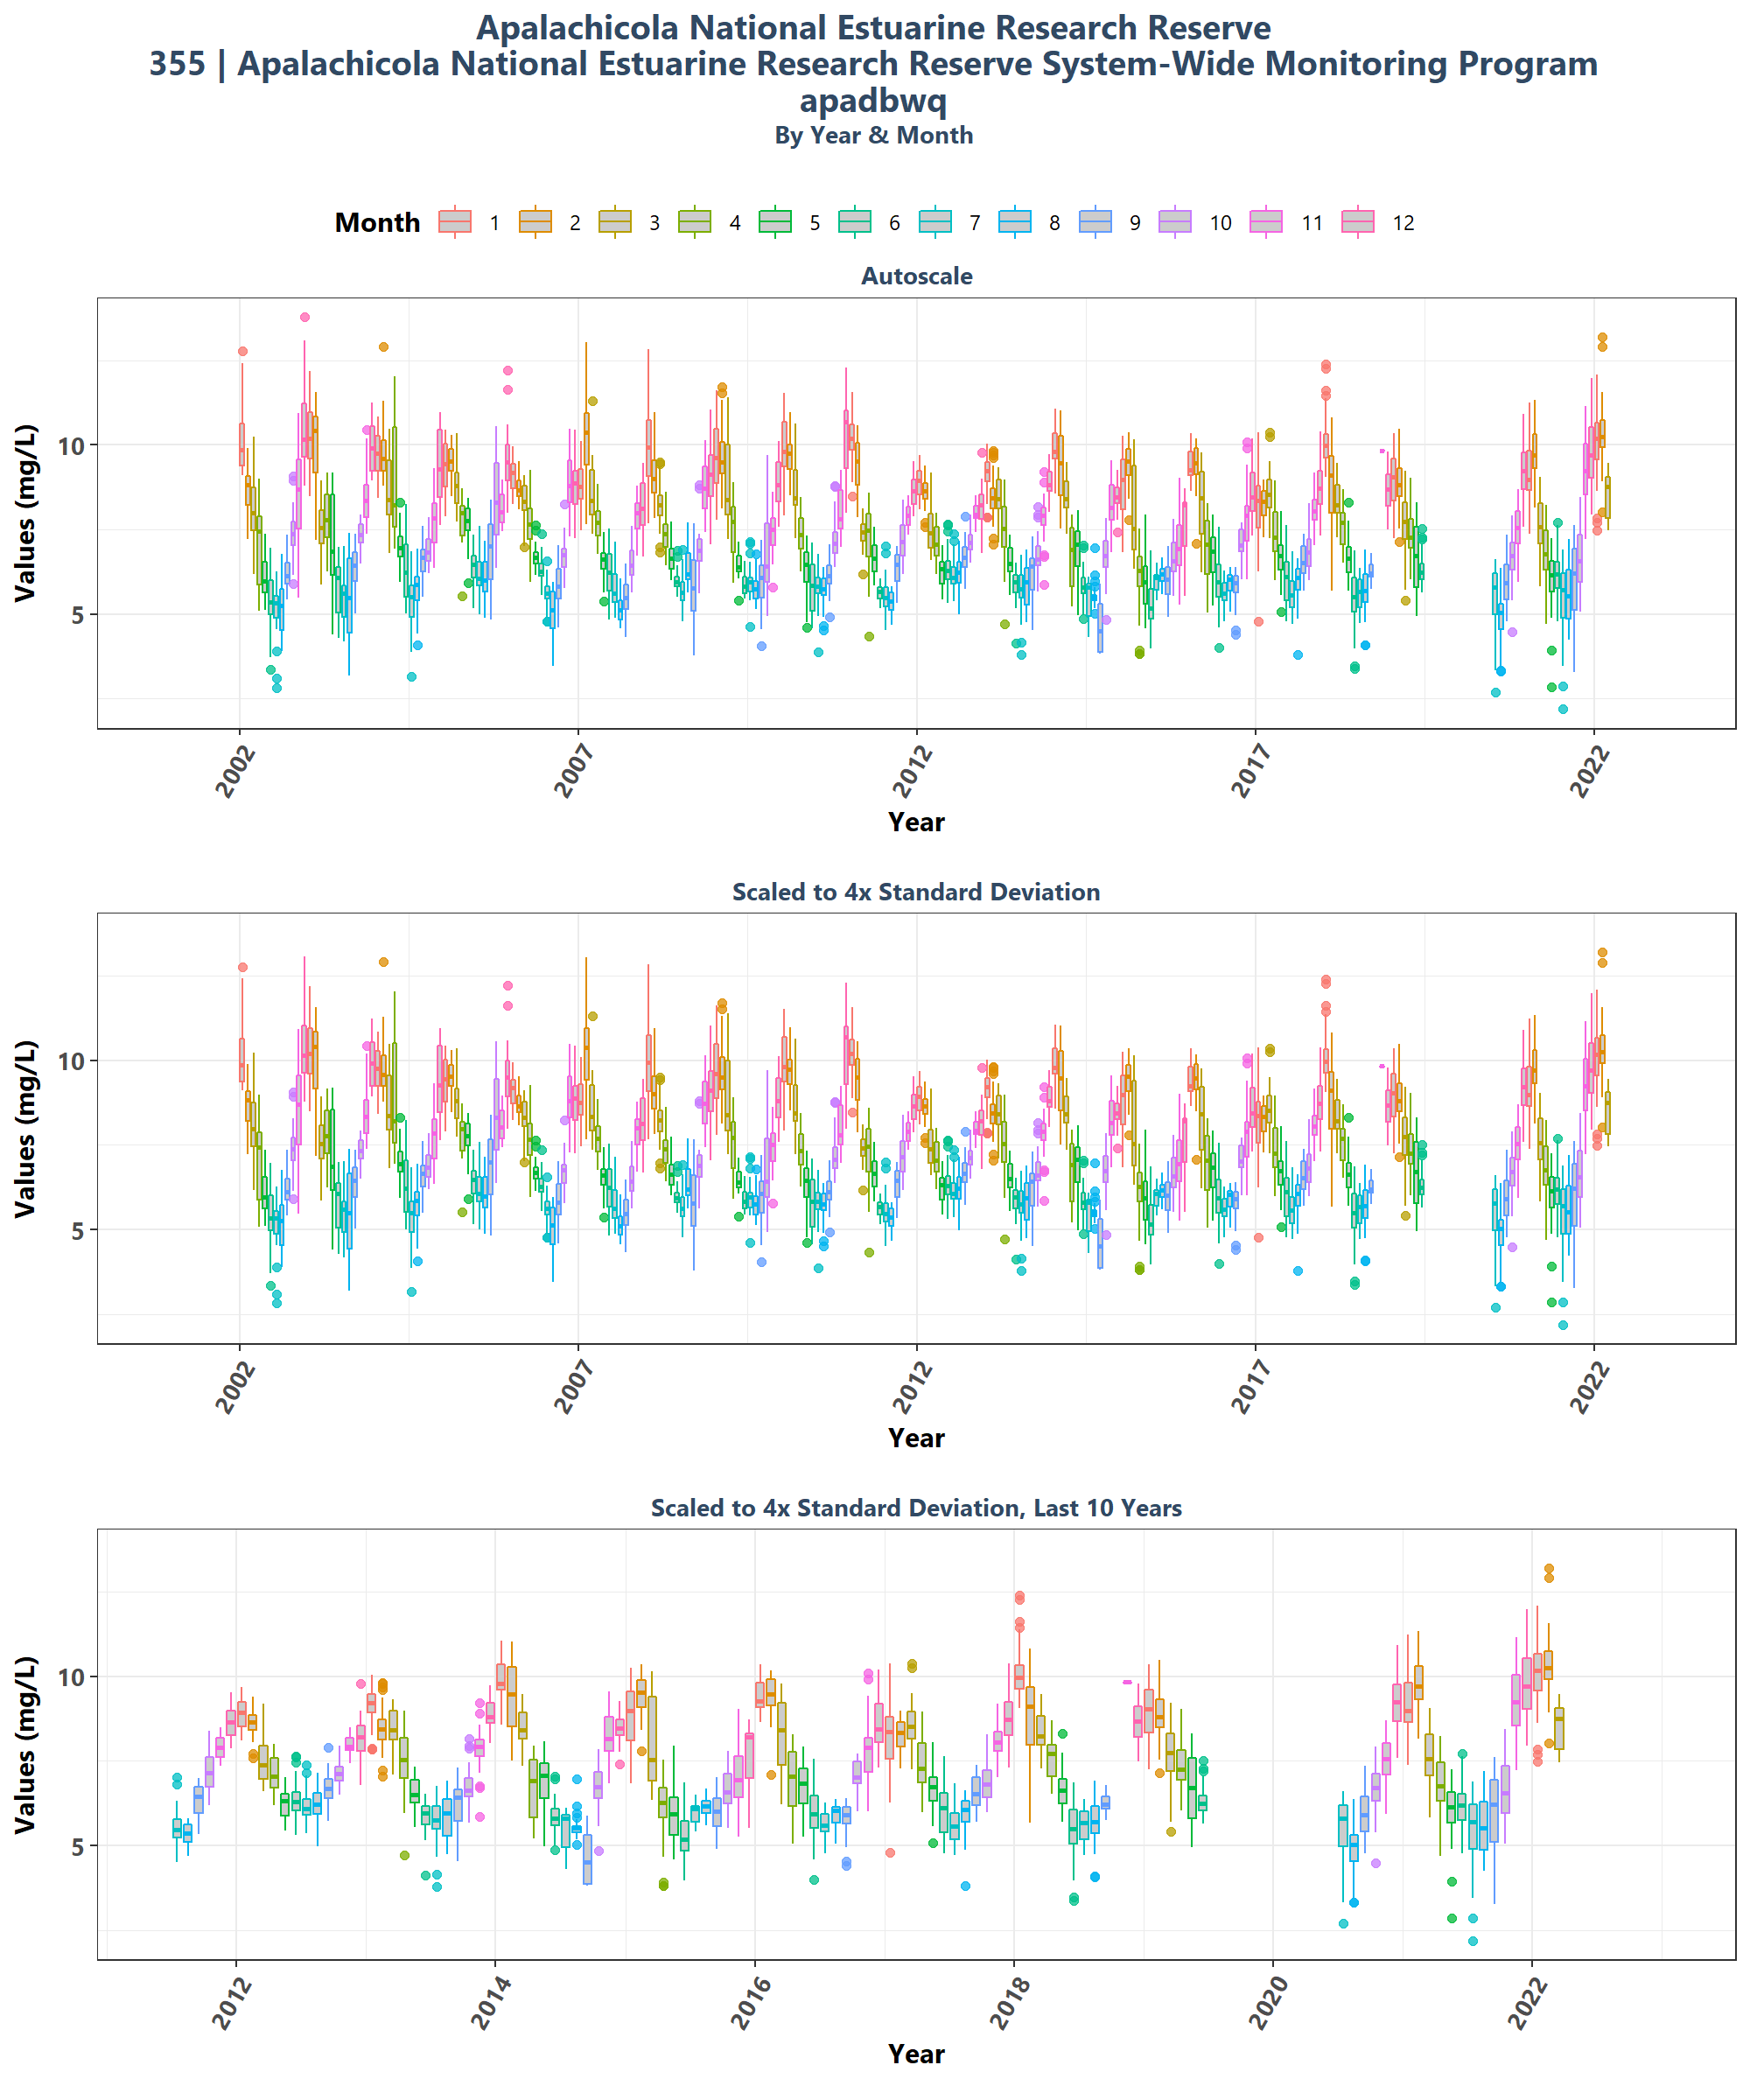 Apalachicola National Estuarine Research Reserve
355 | Apalachicola National Estuarine Research Reserve System-Wide Monitoring Program
apadbwq
By Year & Month
Month 1 2 3 4 5 6 7 8 9 10 11 12
Autoscale
Values (mg/L)
10
5
2002 2007 2012 2017 2022
Year
Scaled to 4x Standard Deviation
Values (mg/L)
10
5
2002 2007 2012 2017 2022
Year
Scaled to 4x Standard Deviation, Last 10 Years
Values (mg/L)
10
5
2012 2014 2016 2018 2020 2022
Year